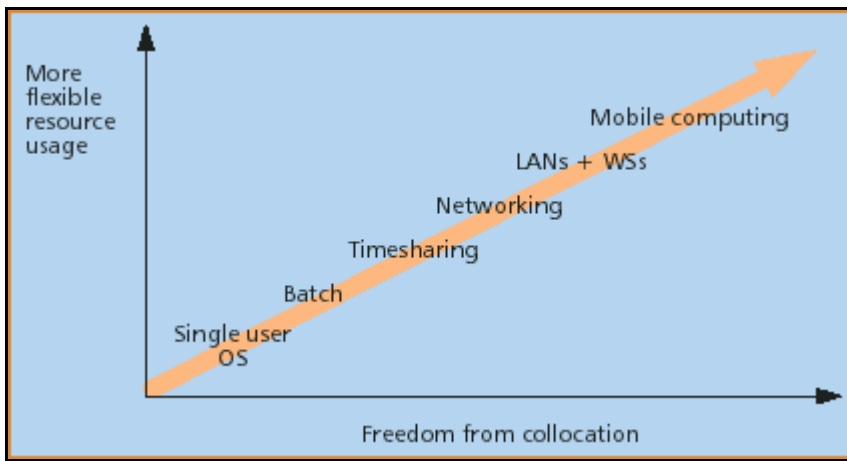 More
flexible
resource
usage
Mobile computing
LANs + WSs
Networking
Timesharing
Batch
Single user
OS
Freedom from collocation